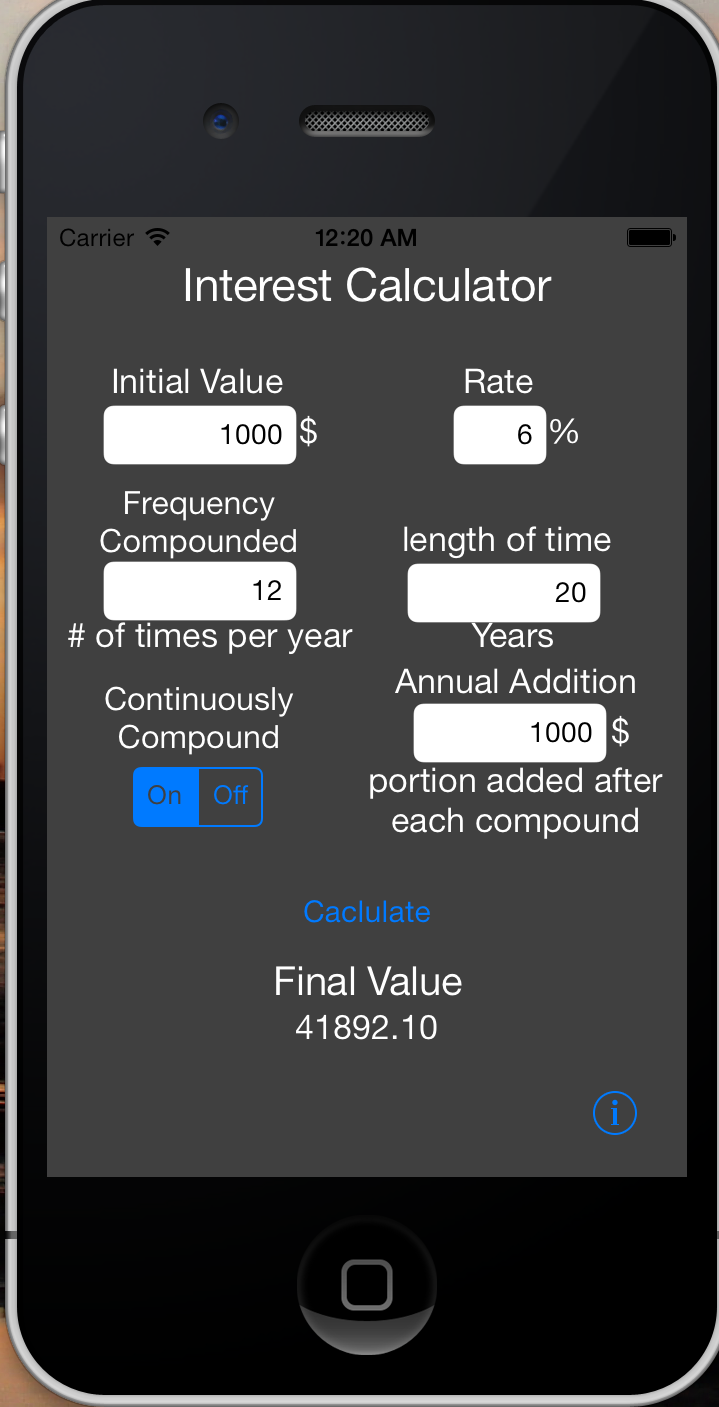 Carrier 12:20 AM
Interest Calculator
Initial Value
1000 $
Rate
6 %
Frequency
Compounded
12
# of times per year
length of time
20
Years
Continuously
Compound
On Off
Annual Addition
1000 $
portion added after
each compound
Caclulate
Final Value
41892.10
i